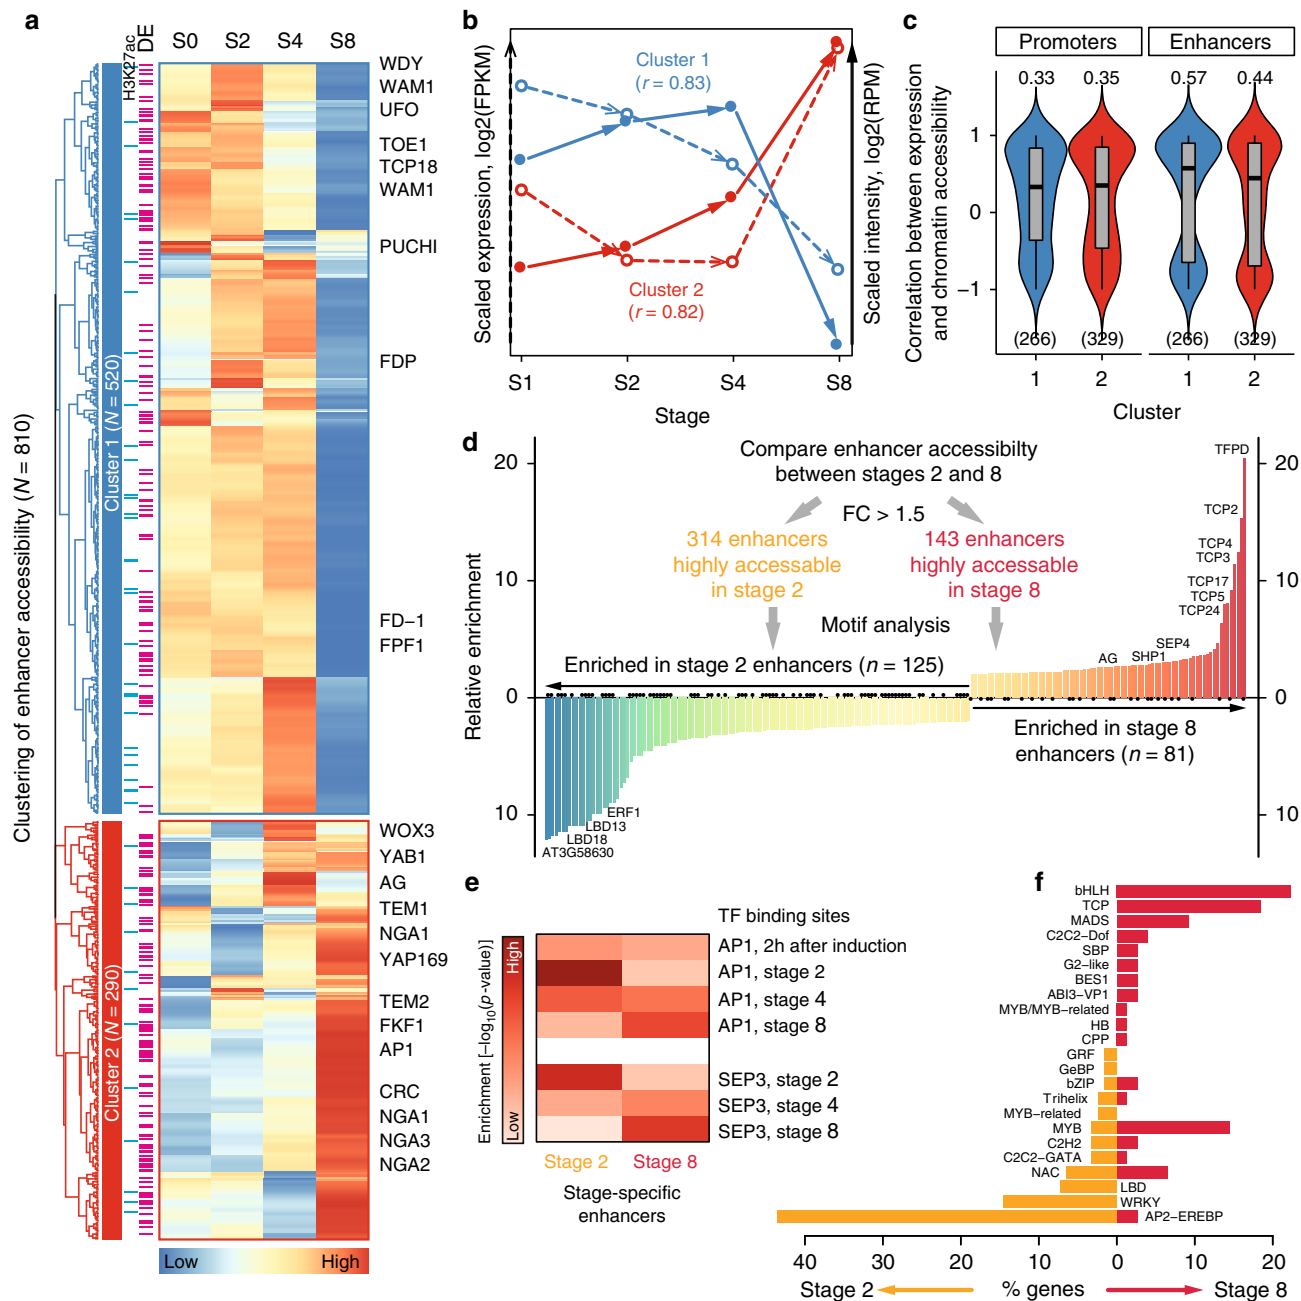 a
H3K27ac
DE
S0 S2 S4 S8
Clustering of enhancer accessibility (N = 810)
Cluster 1 (N = 520)
WDY
WAM1
UFO
TOE1
TCP18
WAM1
PUCHI
FDP
FD−1
FPF1
Cluster 2 (N = 290)
WOX3
YAB1
AG
TEM1
NGA1
YAP169
TEM2
FKF1
AP1
CRC
NGA1
NGA3
NGA2
Low High
b
Scaled expression, log2(FPKM)
Cluster 1
(r = 0.83)
Cluster 2
(r = 0.82)
Scaled intensity, log2(RPM)
S1 S2 S4 S8
Stage
c
Promoters Enhancers
Correlation between expression
and chromatin accessibility
0.33 0.35 0.57 0.44
1
0
−1
(266) (329) (266) (329)
1 2 1 2
Cluster
d
Relative enrichment
20
10
0
10
Compare enhancer accessibilty
between stages 2 and 8
FC > 1.5
314 enhancers
highly accessable
in stage 2
143 enhancers
highly accessable
in stage 8
Motif analysis
Enriched in stage 2 enhancers (n = 125)
Enriched in stage 8
enhancers (n = 81)
TFPD
TCP2
TCP4
TCP3
TCP17
TCP5
TCP24
SEP4
SHP1
AG
ERF1
LBD13
LBD18
AT3G58630
20
10
0
10
e
Enrichment [−log10(p-value)]
High
Low
TF binding sites
AP1, 2h after induction
AP1, stage 2
AP1, stage 4
AP1, stage 8
SEP3, stage 2
SEP3, stage 4
SEP3, stage 8
Stage 2 Stage 8
Stage-specific
enhancers
f
bHLH
TCP
MADS
C2C2−Dof
SBP
G2−like
BES1
ABI3−VP1
MYB/MYB−related
HB
CPP
GRF
GeBP
bZIP
Trihelix
MYB−related
MYB
C2H2
C2C2−GATA
NAC
LBD
WRKY
AP2−EREBP
40 30 20 10 0 10 20
Stage 2 % genes Stage 8